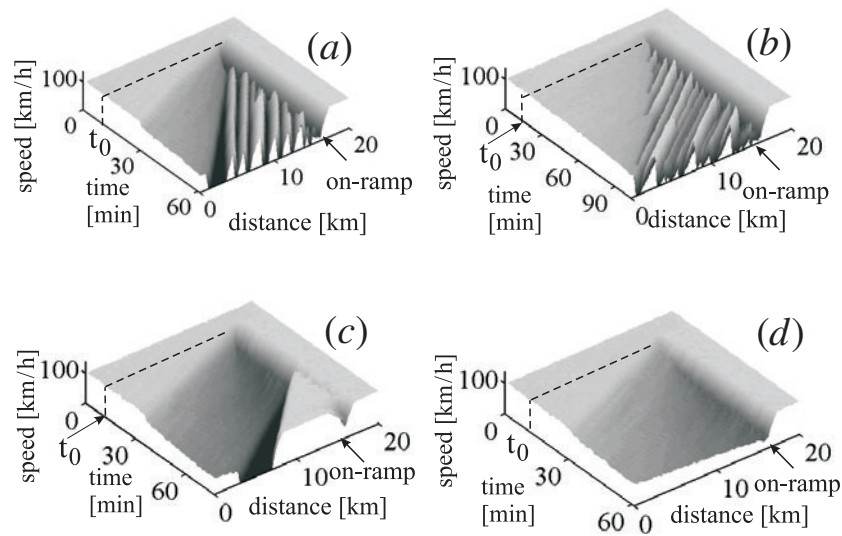 (a)
speed [km/h]
100
0
t0
30
time
[min]
60
0
10
20
on-ramp
distance [km]
(b)
speed [km/h]
100
0
t0
30
60
90
time
[min]
0
10
20
on-ramp
distance [km]
(c)
speed [km/h]
100
0
t0
30
time
[min]
60
0
10
20
on-ramp
distance [km]
(d)
speed [km/h]
100
0
t0
30
time
[min]
60
0
10
20
on-ramp
distance [km]